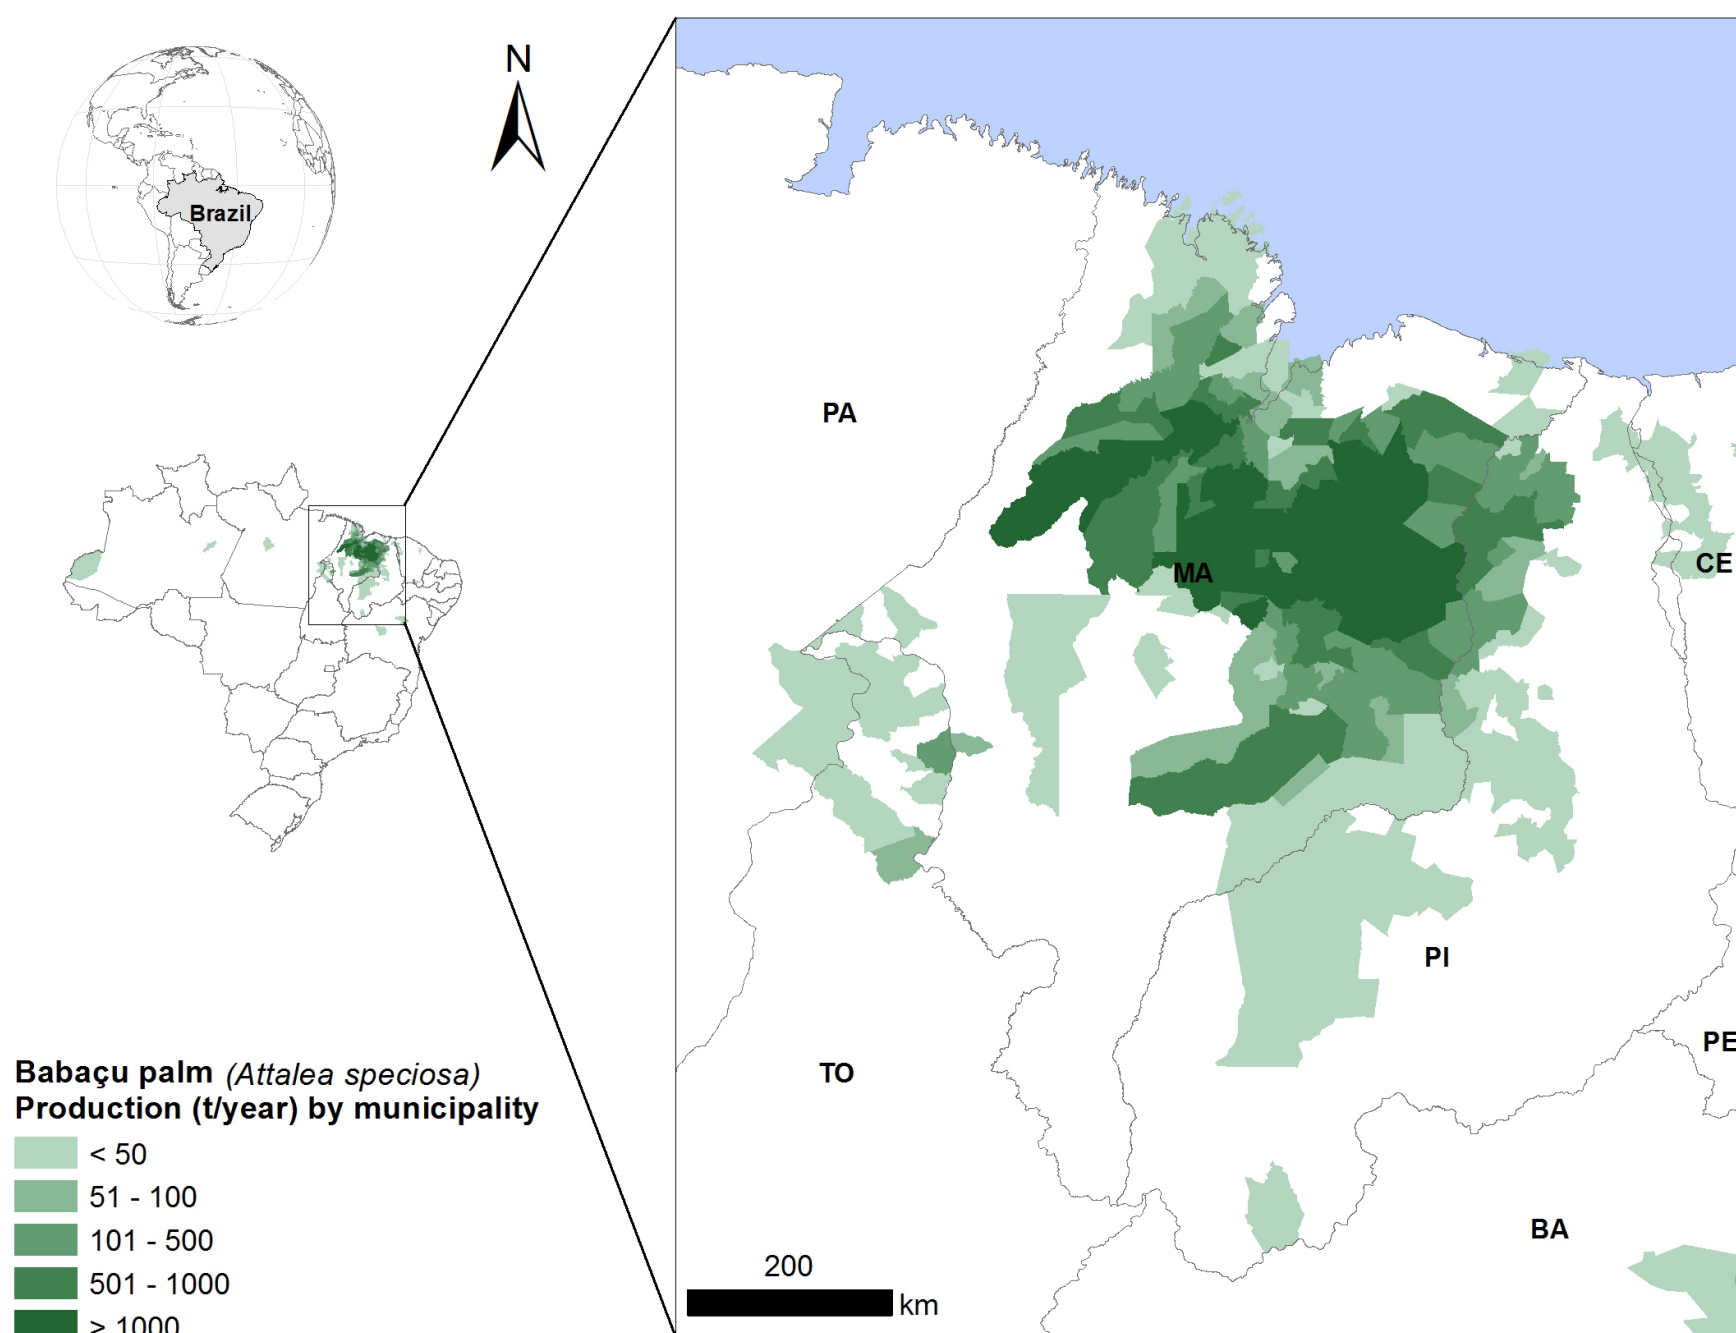 N
Brazil
PA
MA
CE
PI
PE
TO
BA
200
km
Babaçu palm (Attalea speciosa)
Production (t/year) by municipality
< 50
51 - 100
101 - 500
501 - 1000
> 1000